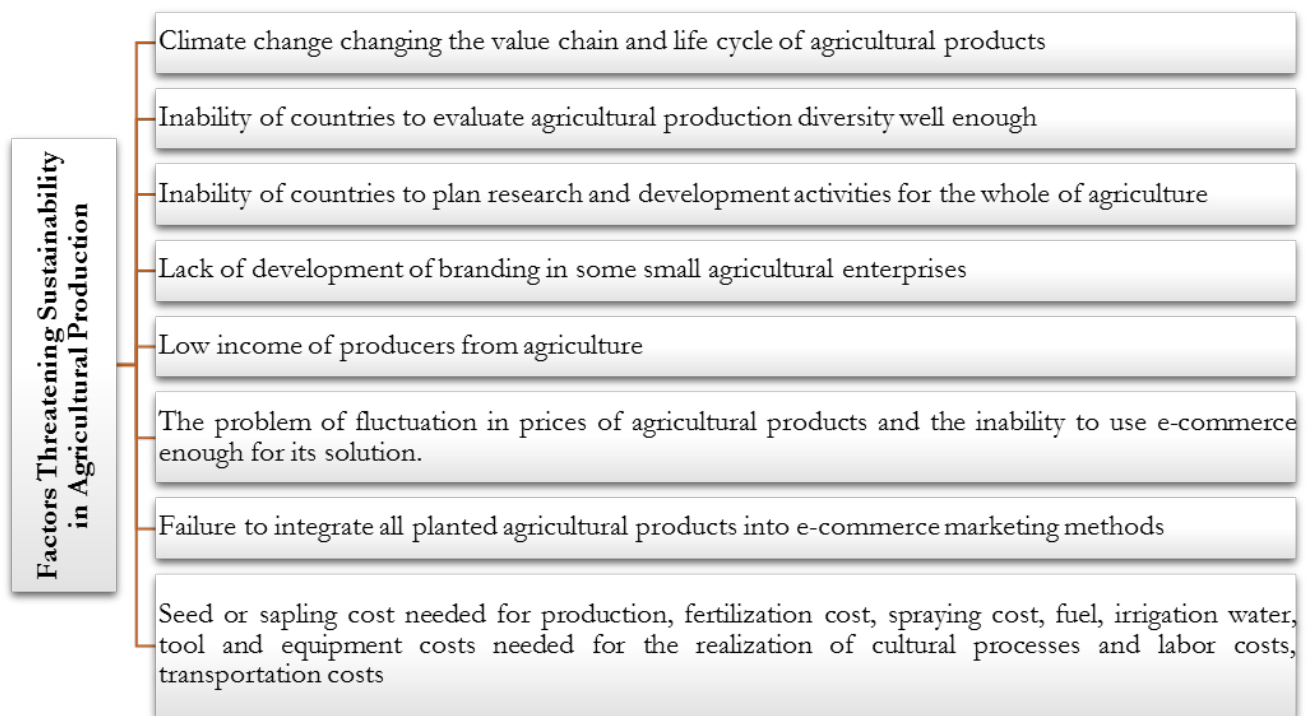 Factors Threatening Sustainability
in Agricultural Production
Climate change changing the value chain and life cycle of agricultural products
Inability of countries to evaluate agricultural production diversity well enough
Inability of countries to plan research and development activities for the whole of agriculture
Lack of development of branding in some small agricultural enterprises
Low income of producers from agriculture
The problem of fluctuation in prices of agricultural products and the inability to use e-commerce
enough for its solution.
Failure to integrate all planted agricultural products into e-commerce marketing methods
Seed or sapling cost needed for production, fertilization cost, spraying cost, fuel, irrigation water,
tool and equipment costs needed for the realization of cultural processes and labor costs,
transportation costs